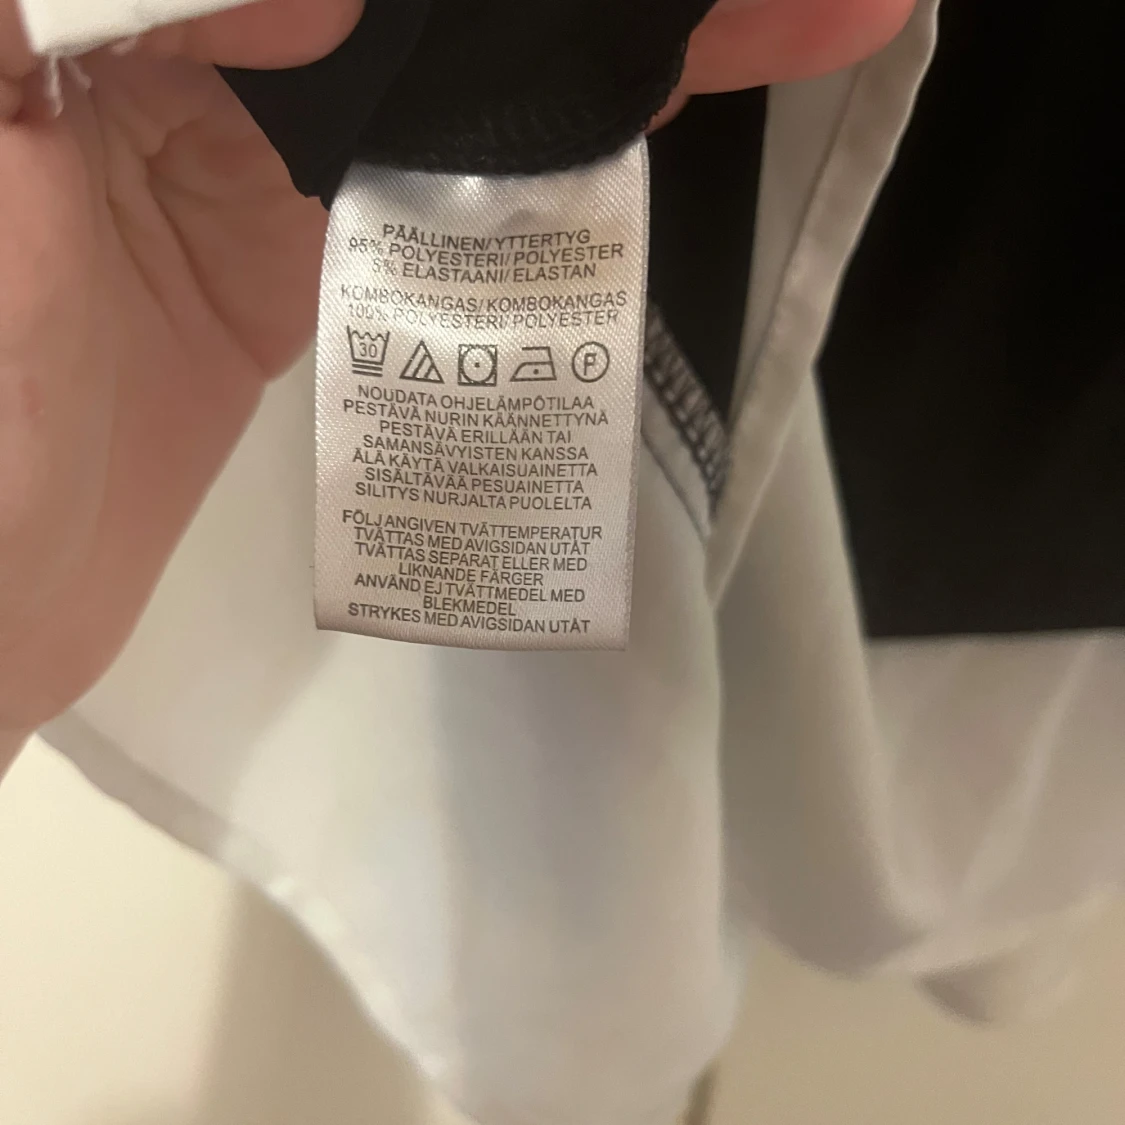 PÄÄLLINEN/YTTERTYG
95% POLYESTERI/POLYESTER
5% ELASTAANI/ELASTAN
KOMBOKANGAS/KOMBOKANGAS
100% POLYESTERI/POLYESTER
30 P
NOUDATA OHJELÄMPÖTILAA
PESTÄVÄ NURIN KÄÄNNETTYNÄ
PESTÄVÄ ERILLÄÄN TAI
SAMANSÄVYISTEN KANSSA
ÄLÄ KÄYTÄ VALKAISUAINETTA
SISÄLTÄVÄÄ PESUAINETTA
SILITYS NURJALTA PUOLELTA
FÖLJ ANGIVEN TVÄTTEMPERATUR
TVÄTTAS MED AVIGSIDAN UTÅT
TVÄTTAS SEPARAT ELLER MED
LIKNANDE FÄRGER
ANVÄND EJ TVÄTTMEDEL MED
BLEKMEDEL
STRYKES MED AVIGSIDAN UTÅT